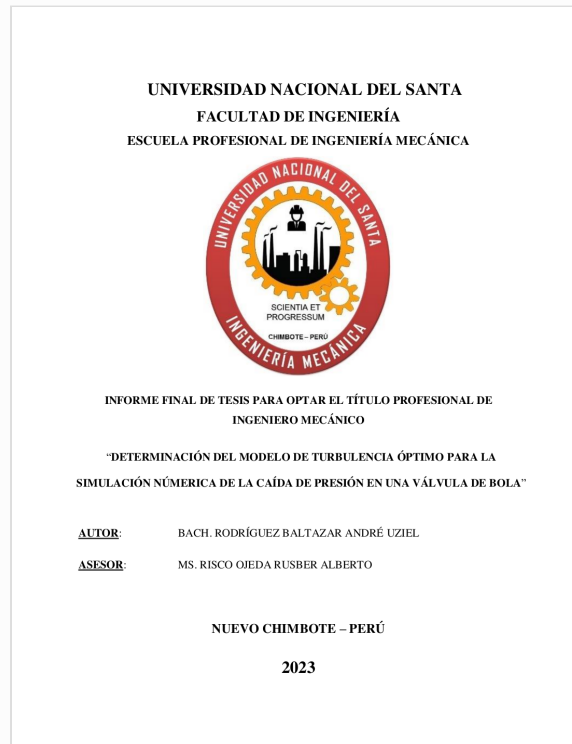 UNIVERSIDAD NACIONAL DEL SANTA
FACULTAD DE INGENIERÍA
ESCUELA PROFESIONAL DE INGENIERÍA MECÁNICA
UNIVERSIDAD NACIONAL DEL SANTA
SCIENTIA ET
PROGRESSUM
CHIMBOTE – PERÚ
INGENIERÍA MECÁNICA
INFORME FINAL DE TESIS PARA OPTAR EL TÍTULO PROFESIONAL DE
INGENIERO MECÁNICO
“DETERMINACIÓN DEL MODELO DE TURBULENCIA ÓPTIMO PARA LA
SIMULACIÓN NÚMERICA DE LA CAÍDA DE PRESIÓN EN UNA VÁLVULA DE BOLA”
AUTOR: BACH. RODRÍGUEZ BALTAZAR ANDRÉ UZIEL
ASESOR: MS. RISCO OJEDA RUSBER ALBERTO
NUEVO CHIMBOTE – PERÚ
2023